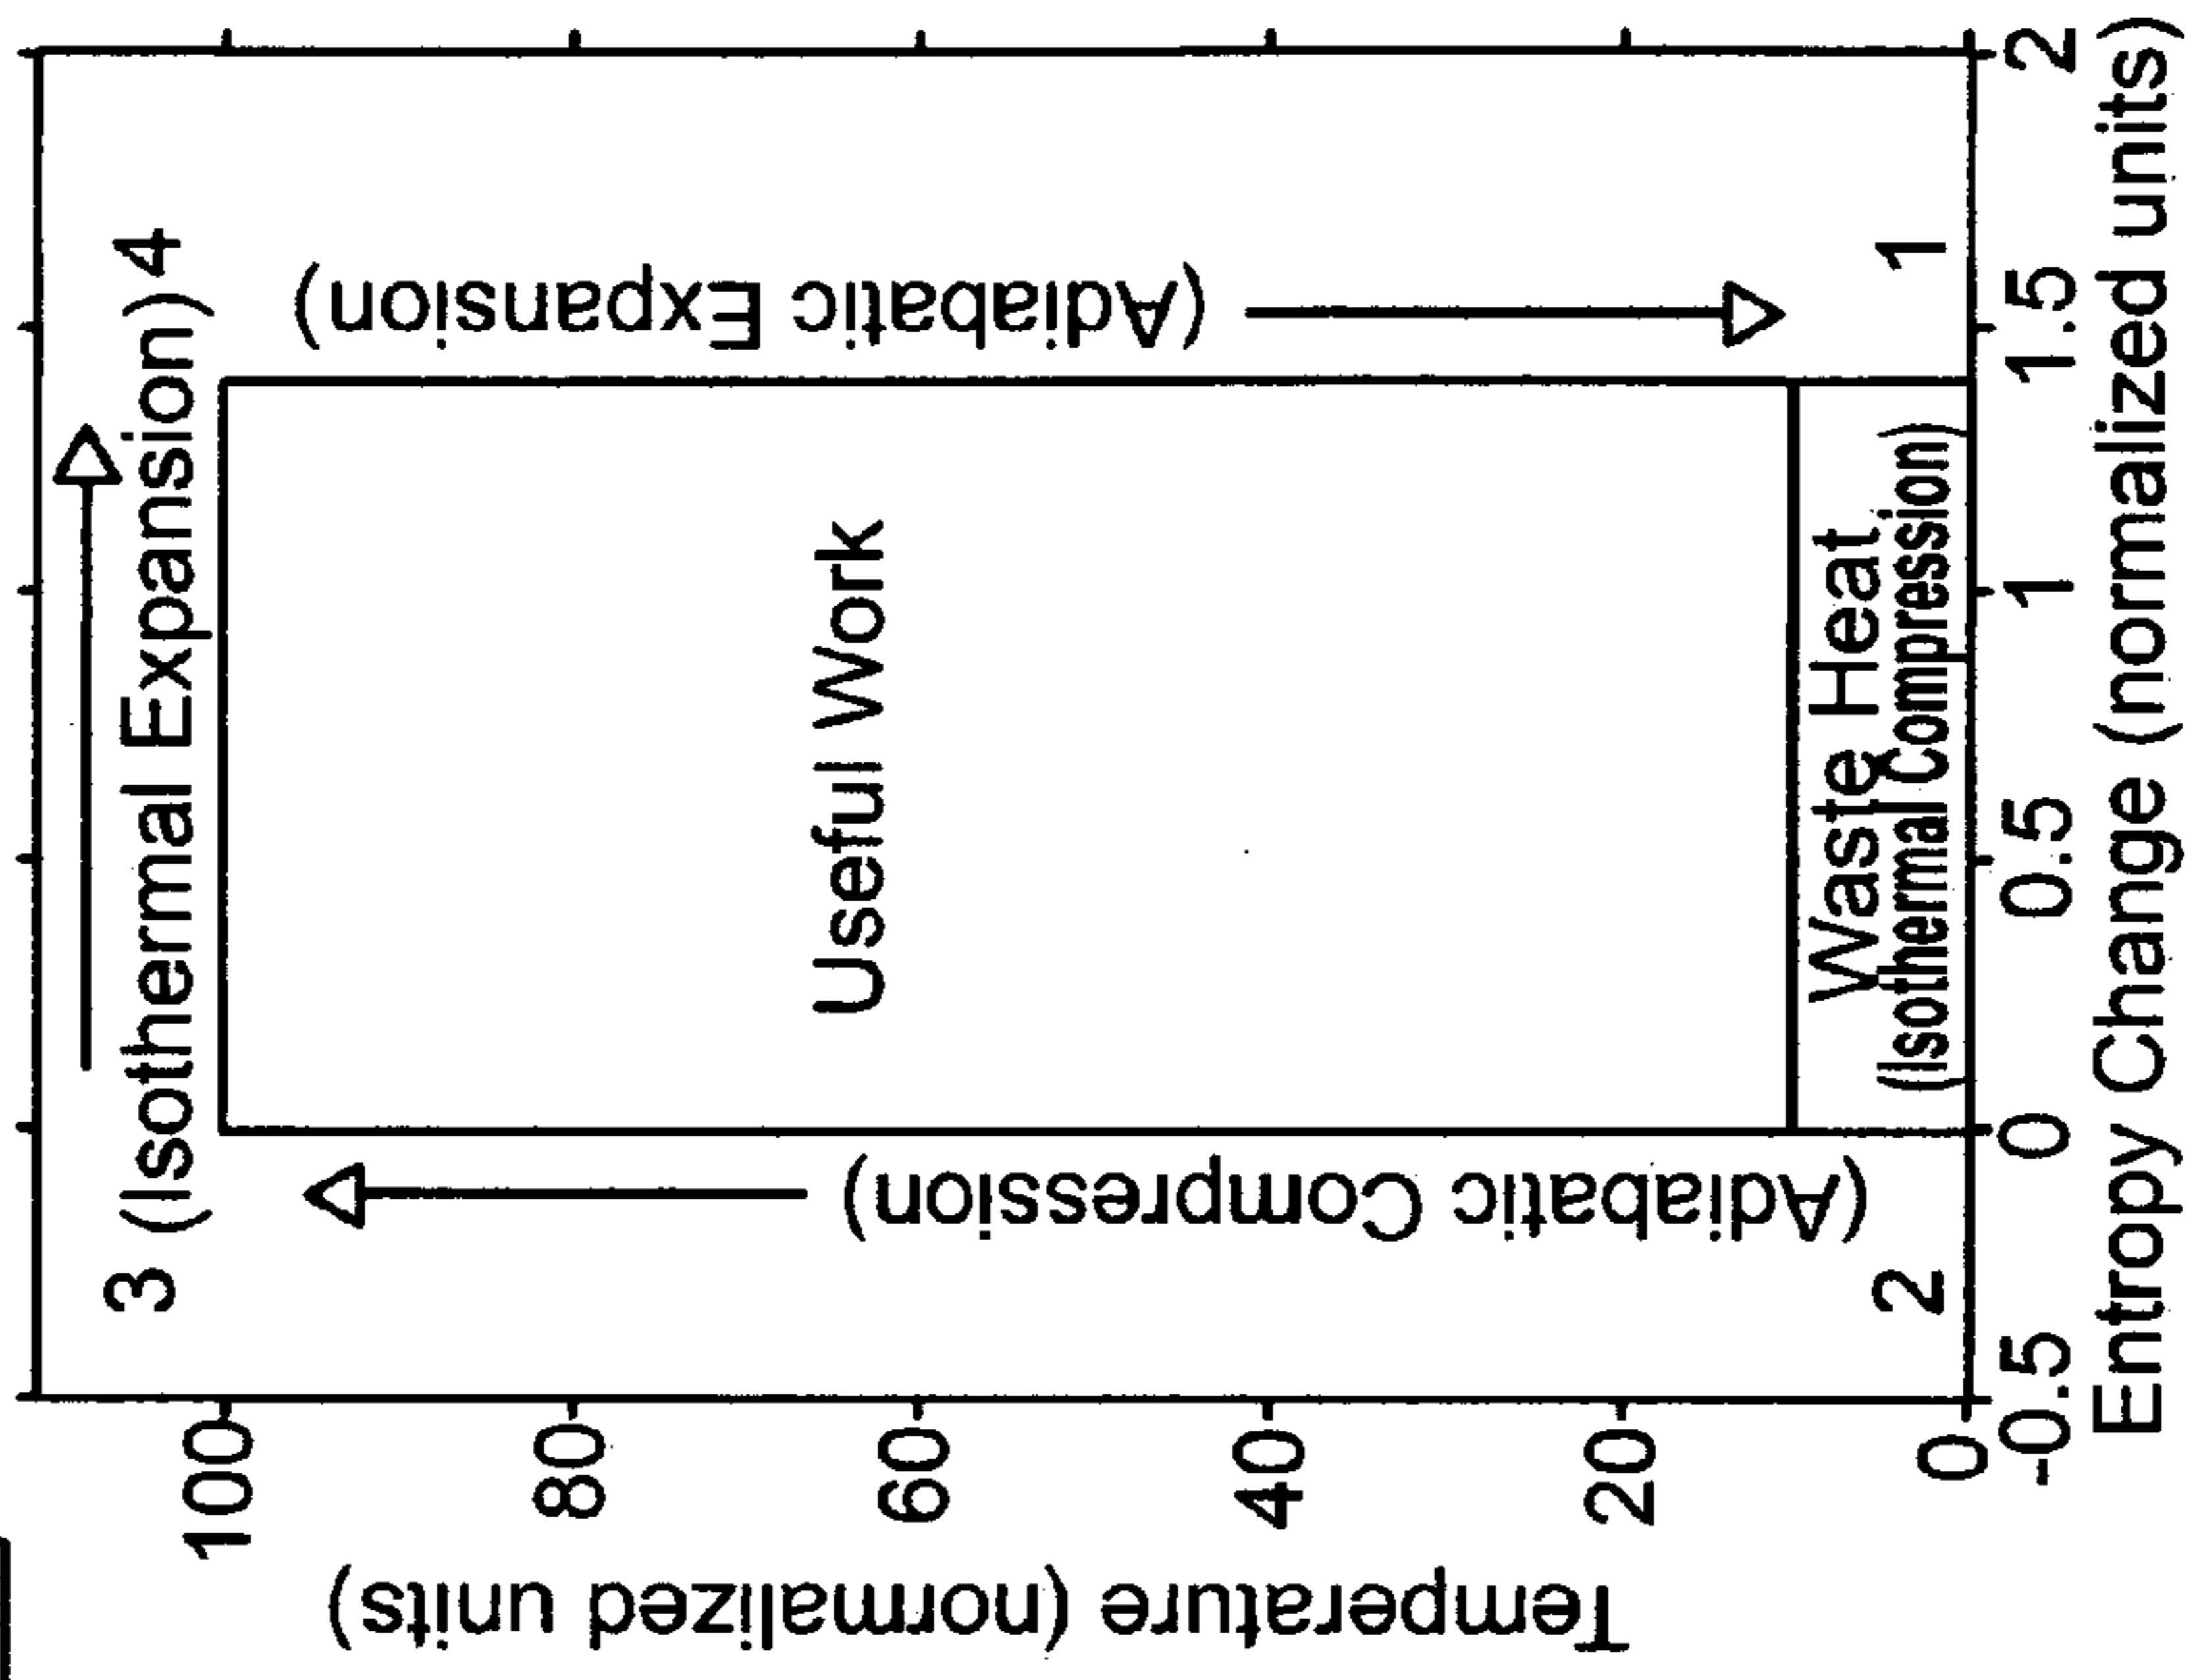 3 (Isothermal Expansion) 4
(Adiabatic Compression)
(Adiabatic Expansion)
Useful Work
Waste Heat
(Isothermal Compression)
2
1
Temperature (normalized units)
100
80
60
40
20
0
-0.5
0
0.5
1
1.5
2
Entropy Change (normalized units)